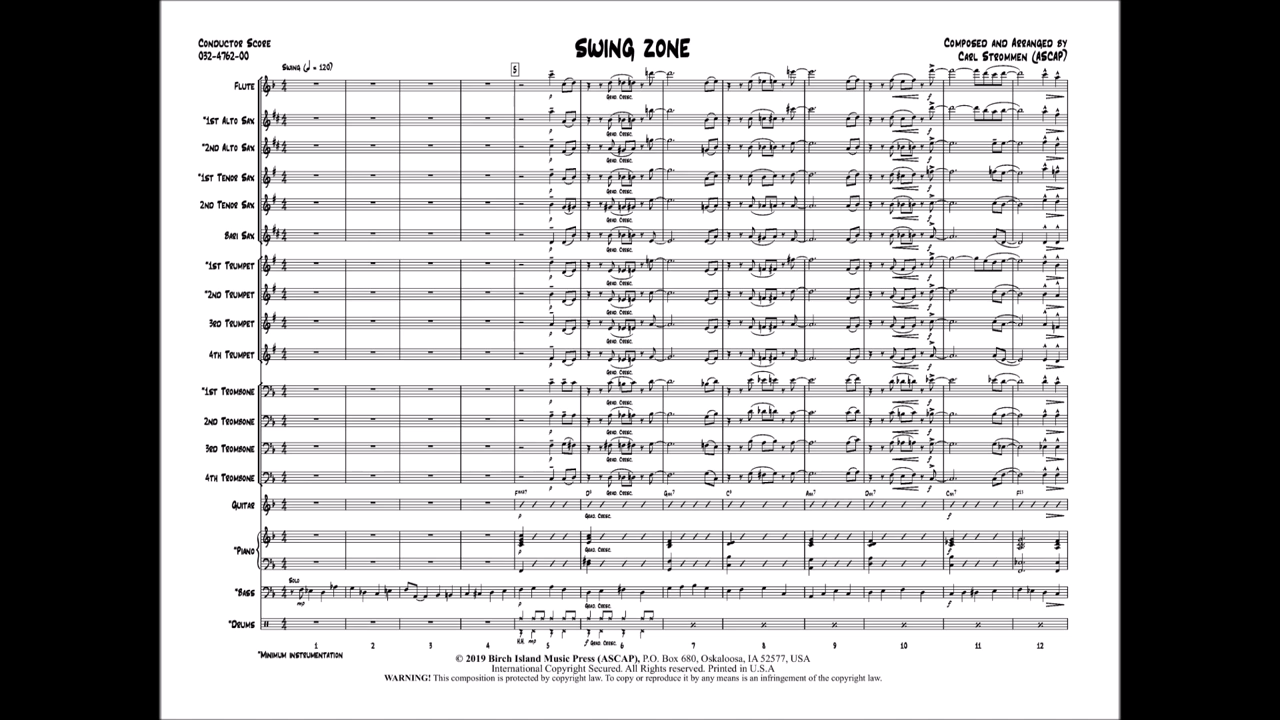 Conductor Score
032-4762-00
SWING ZONE
Composed and Arranged by
Carl Strommen (ASCAP)
Swing (♩ = 120)
5
Flute
*1st Alto Sax
*2nd Alto Sax
*1st Tenor Sax
2nd Tenor Sax
Bari Sax
*1st Trumpet
*2nd Trumpet
3rd Trumpet
4th Trumpet
*1st Trombone
2nd Trombone
3rd Trombone
4th Trombone
Guitar
*Piano
Solo
*Bass
mp
*Drums
1 2 3 4 5 6 7 8 9 10 11 12
*Minimum instrumentation
© 2019 Birch Island Music Press (ASCAP), P.O. Box 680, Oskaloosa, IA 52577, USA
International Copyright Secured. All Rights reserved. Printed in U.S.A
WARNING! This composition is protected by copyright law. To copy or reproduce it by any means is an infringement of the copyright law.